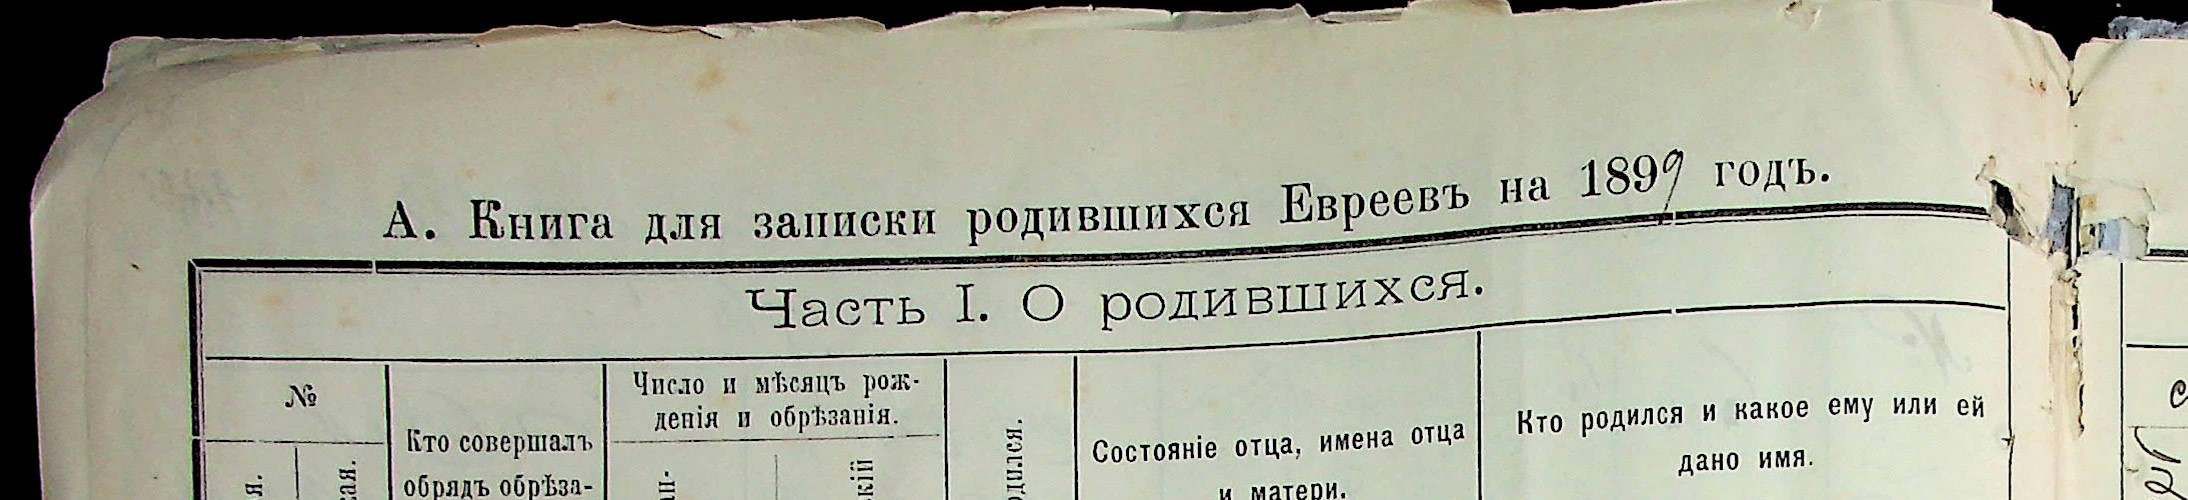 А. Книга для записки родившихся Евреевъ на 1899 годъ.
Часть I. О родившихся.
№
Кто совершалъ
обрядъ обрѣза-
Число и мѣсяцъ рож-
денія и обрѣзанія.
Состояніе отца, имена отца
и матери.
Кто родился и какое ему или ей
дано имя.